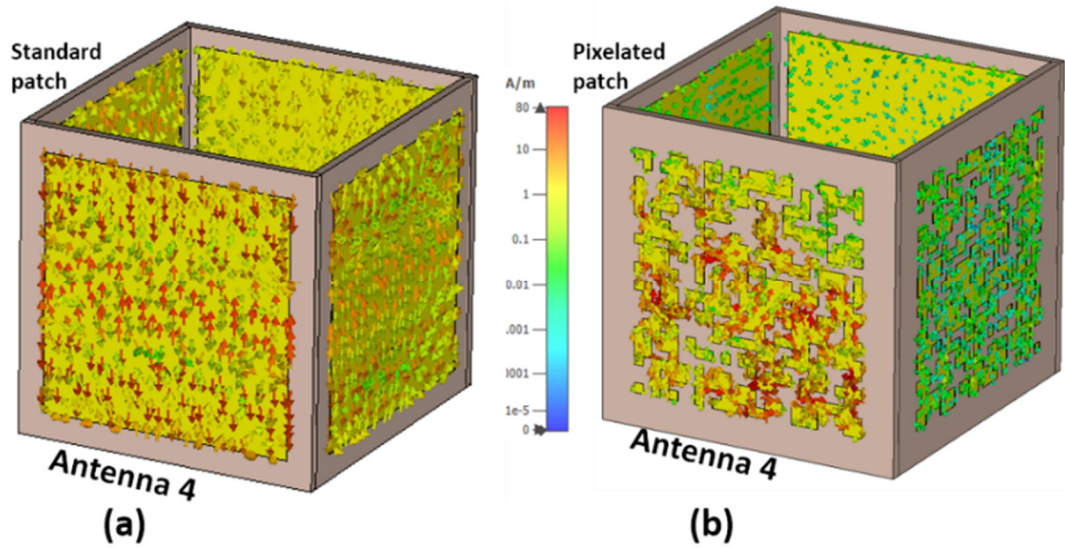 Standard
patch
Antenna 4
(a)
A/m
80
10
1
0.1
0.01
.001
0001
1e-5
0
Pixelated
patch
Antenna 4
(b)